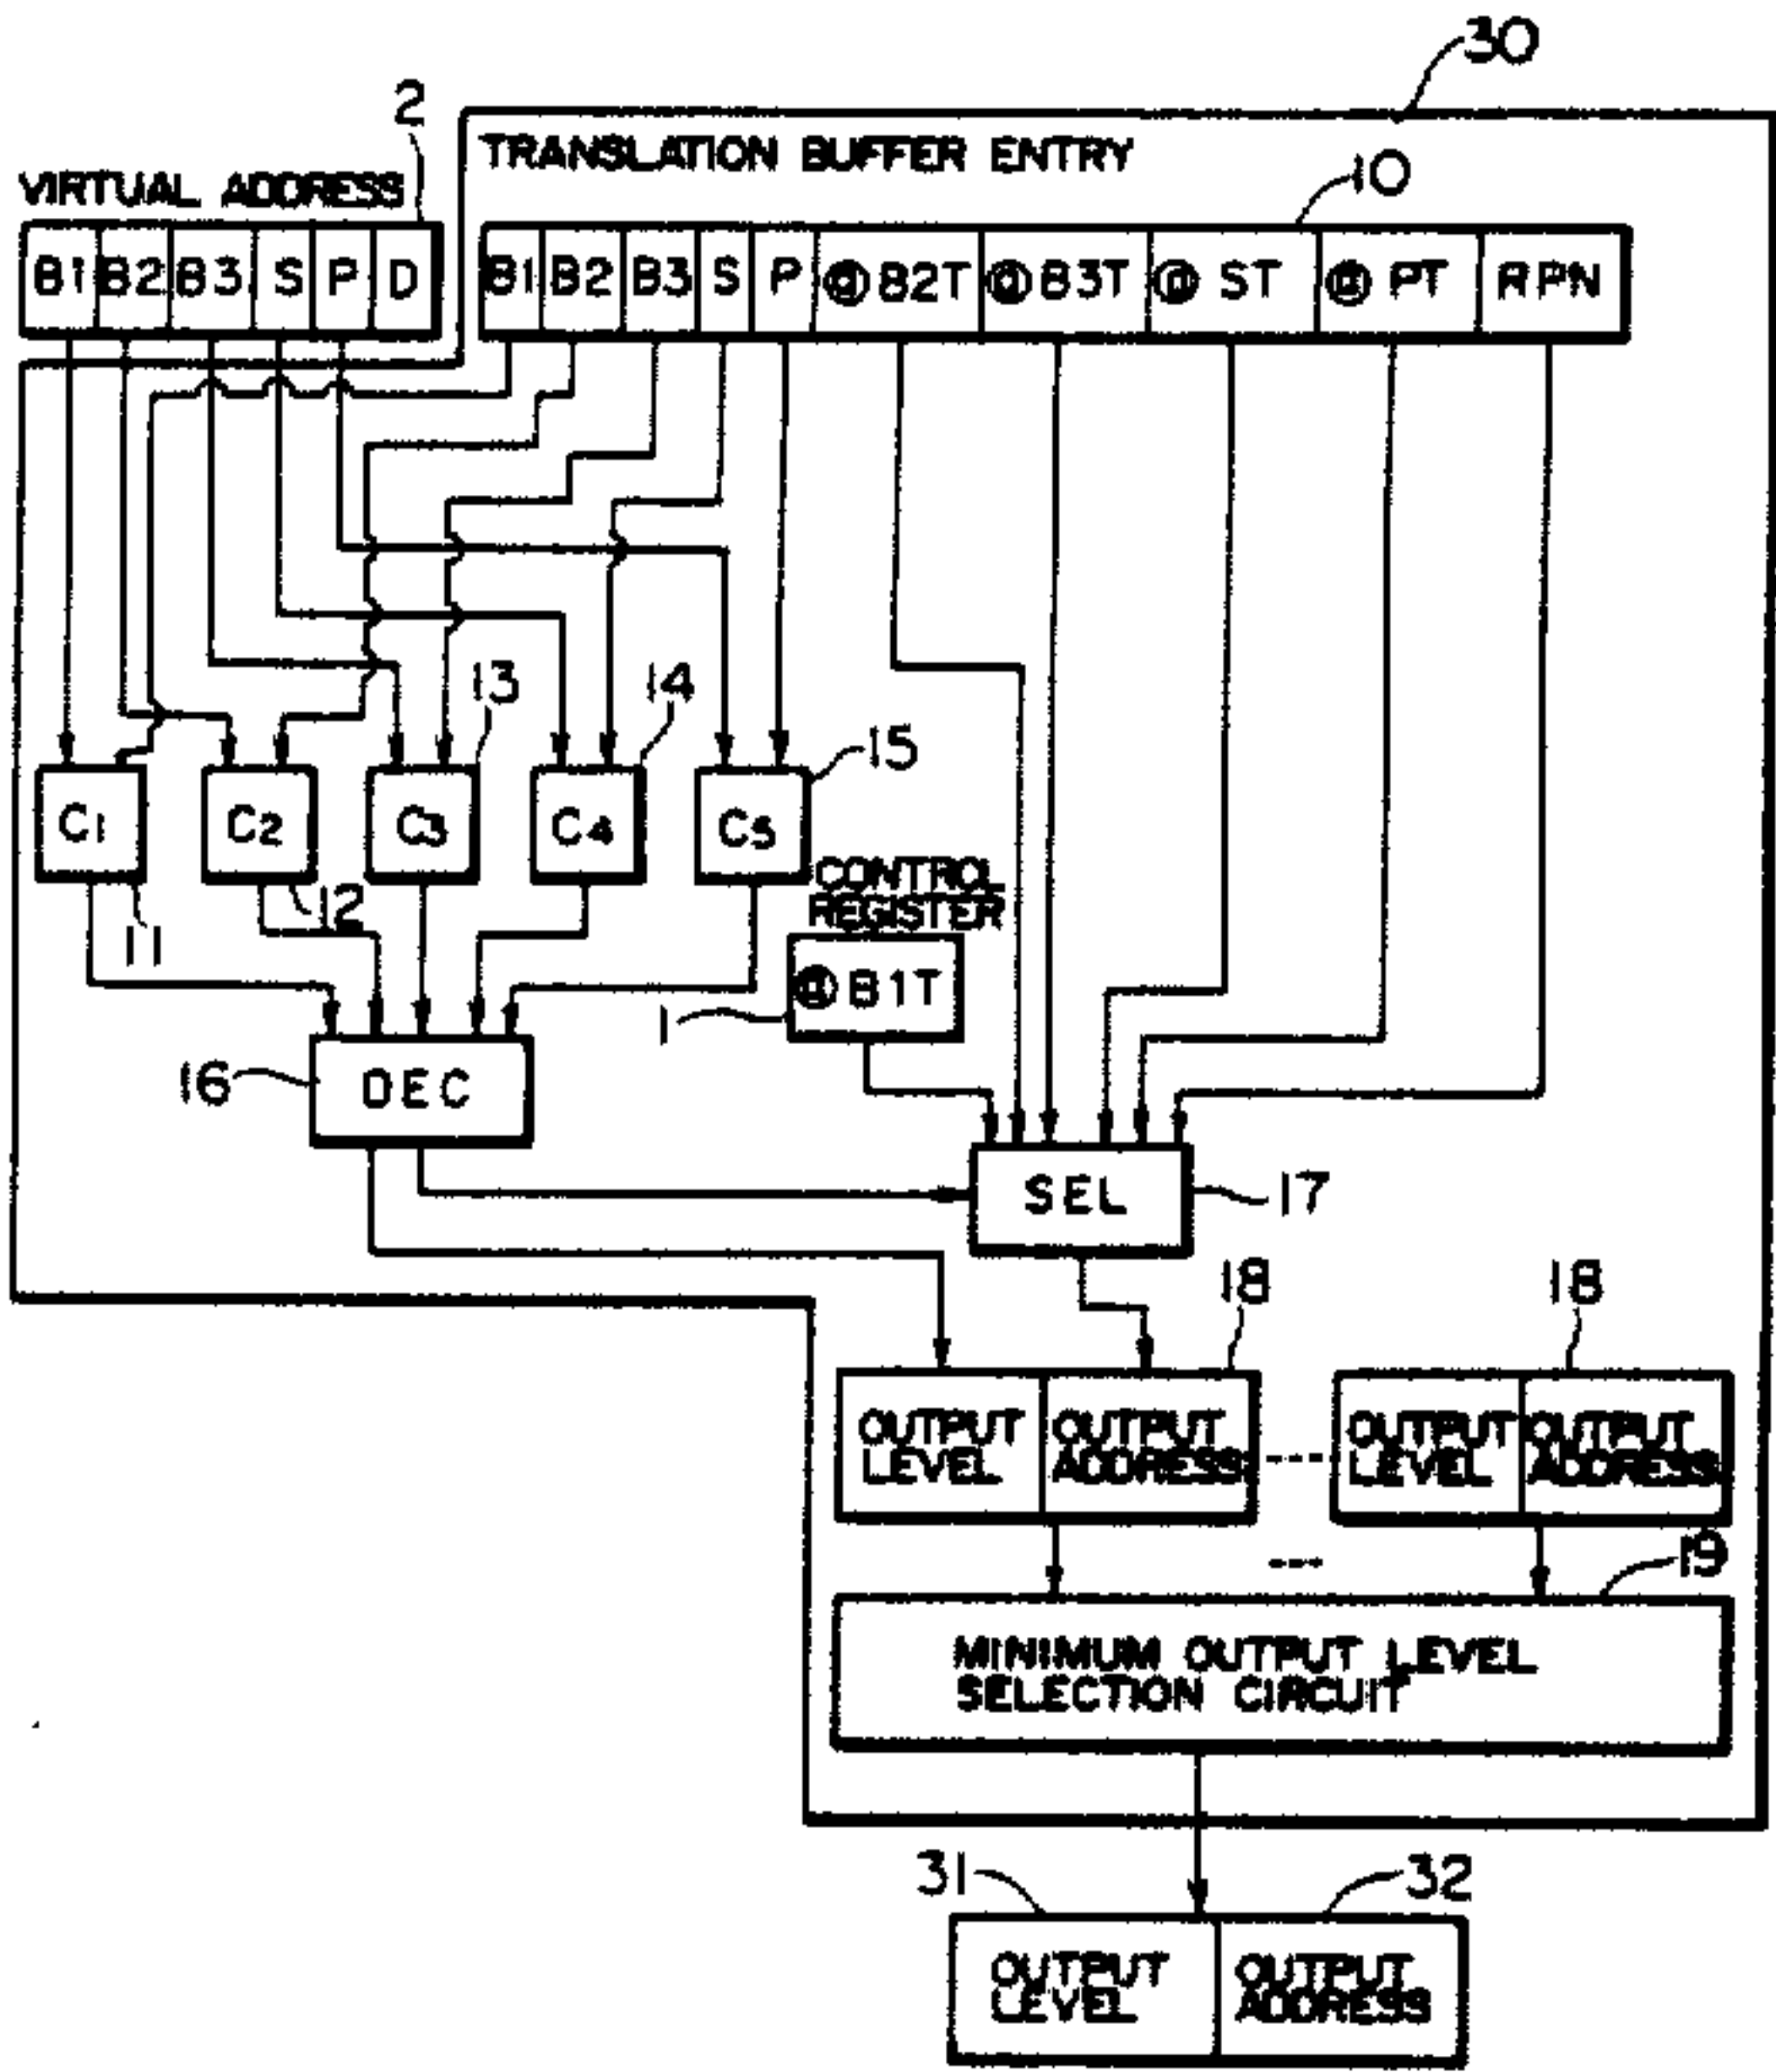 30
2
TRANSLATION BUFFER ENTRY
VIRTUAL ADDRESS
10
B1 B2 B3 S P D
B1 B2 B3 S P @B2T @B3T @ST @PT RPN
13
14
15
C1 C2 C3 C4 C5
CONTROL
REGISTER
11
12
@B1T
1
16
DEC
SEL
17
18
18
OUTPUT
LEVEL
OUTPUT
ADDRESS
---
OUTPUT
LEVEL
OUTPUT
ADDRESS
---
19
MINIMUM OUTPUT LEVEL
SELECTION CIRCUIT
31
32
OUTPUT
LEVEL
OUTPUT
ADDRESS